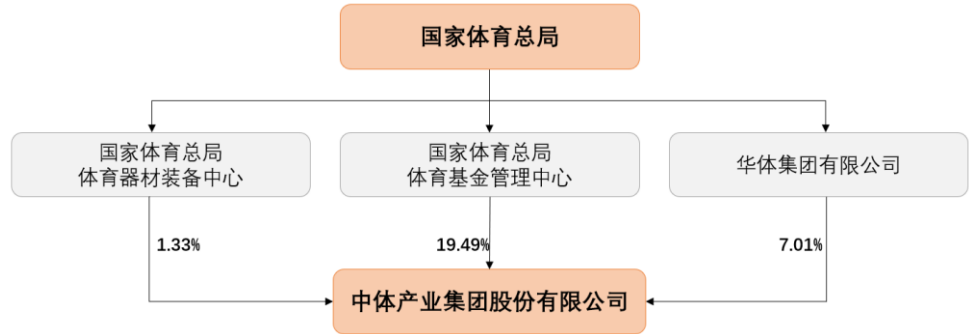 国家体育总局
国家体育总局
体育器材装备中心
国家体育总局
体育基金管理中心
华体集团有限公司
1.33%
19.49%
7.01%
中体产业集团股份有限公司